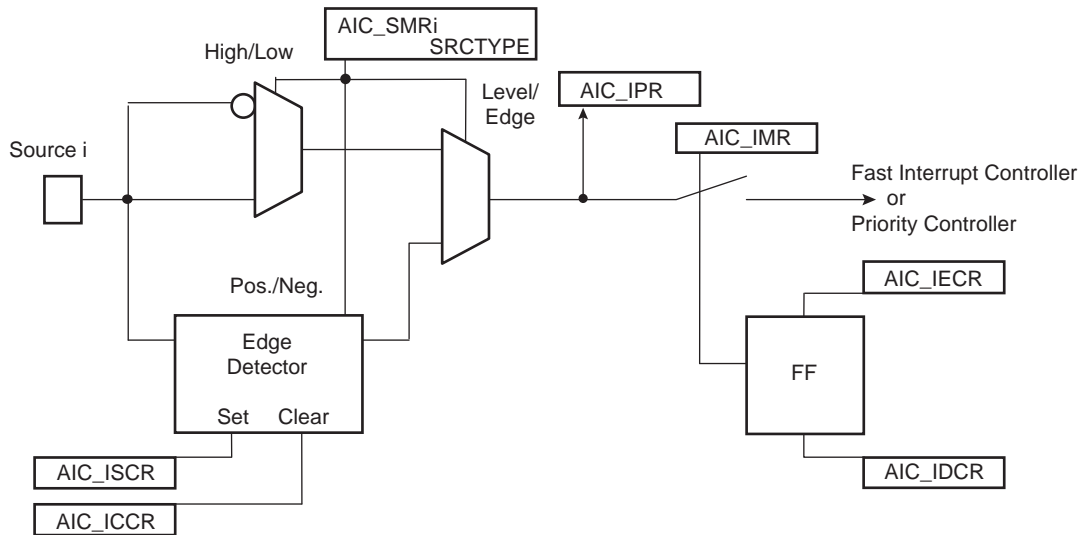 AIC_SMRi
SRCTYPE
High/Low
Level/
Edge
AIC_IPR
AIC_IMR
Source i
Fast Interrupt Controller
or
Priority Controller
Pos./Neg.
AIC_IECR
Edge
Detector
FF
Set Clear
AIC_ISCR
AIC_IDCR
AIC_ICCR